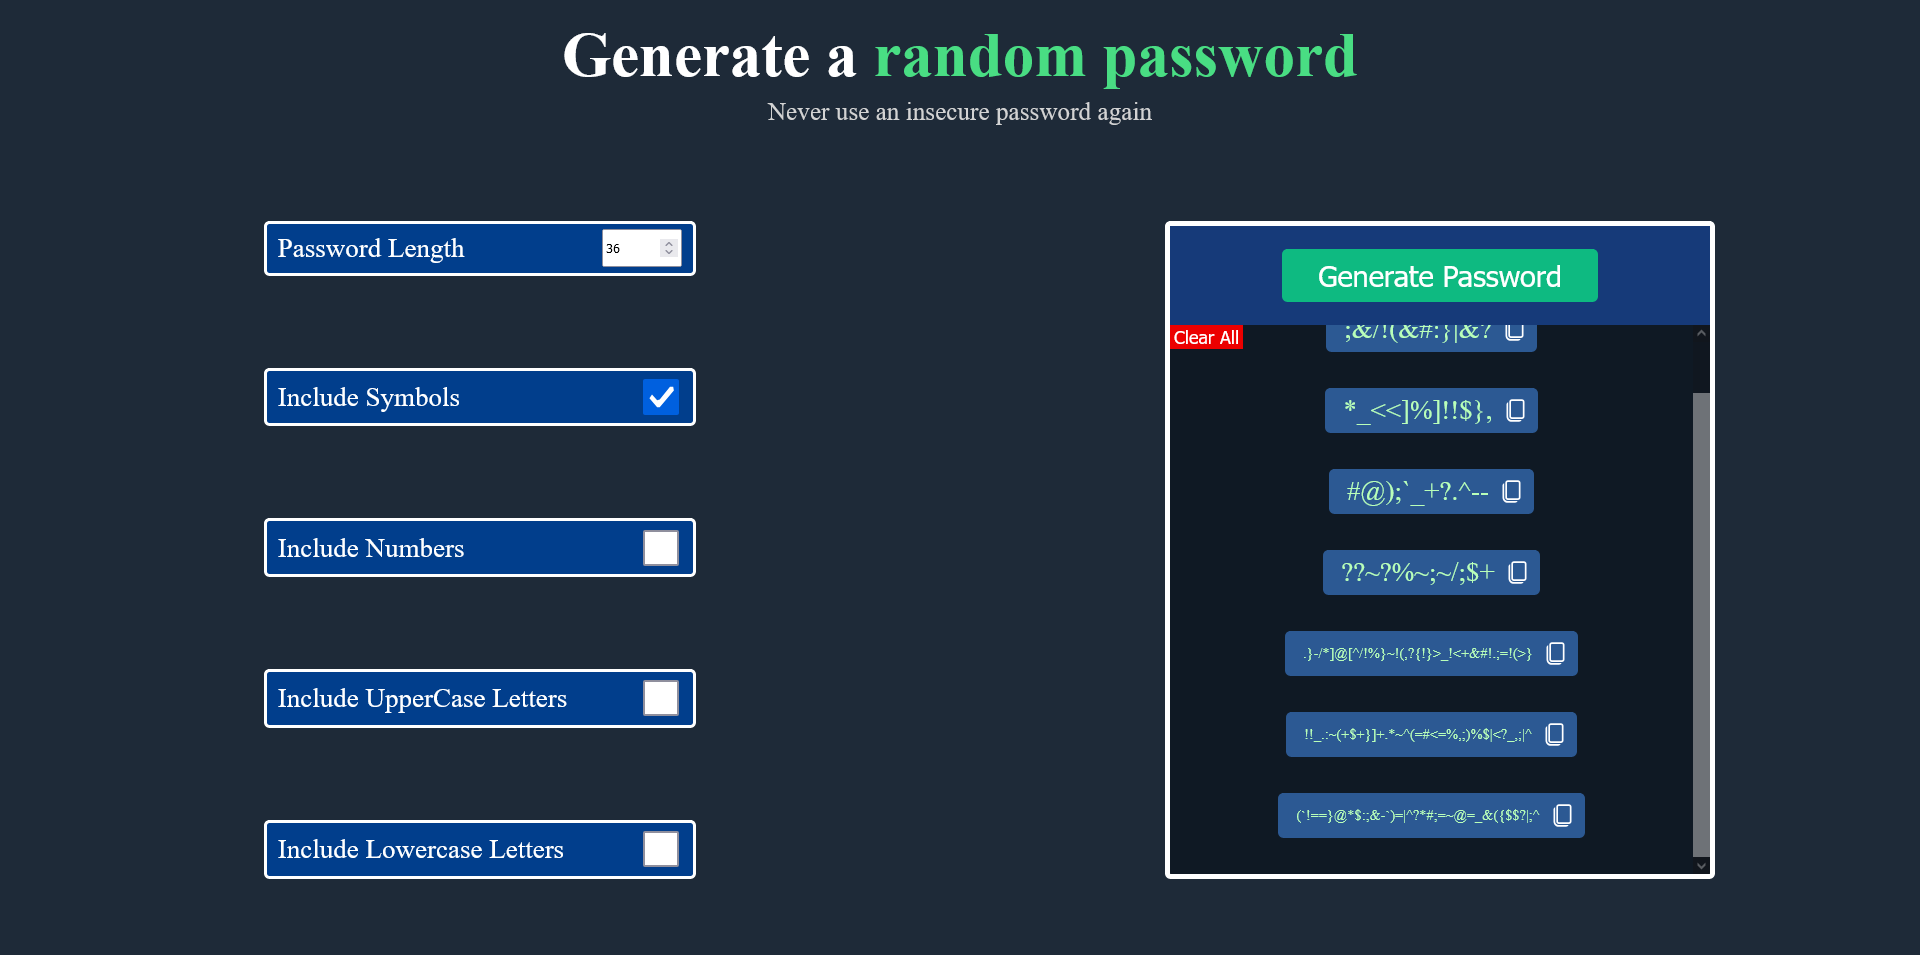 Generate a random password
Never use an insecure password again
Password Length
36
Include Symbols
Include Numbers
Include UpperCase Letters
Include Lowercase Letters
Generate Password
Clear All
;&/!(&#:}|&?
*_<<]%]!!$},
#@);`_+?.^--
??~?%~;~/;$+
.}-/*]@[^/!%}~!(,?{!}>_!<+&#!.;=!(>}
!!_.:~(+$+}]+.*~^(=#<=%,;)%$|<?_,;|^
(`!==}@*$:;&-`)=|^?*#;=~@=_&({$$?|;^